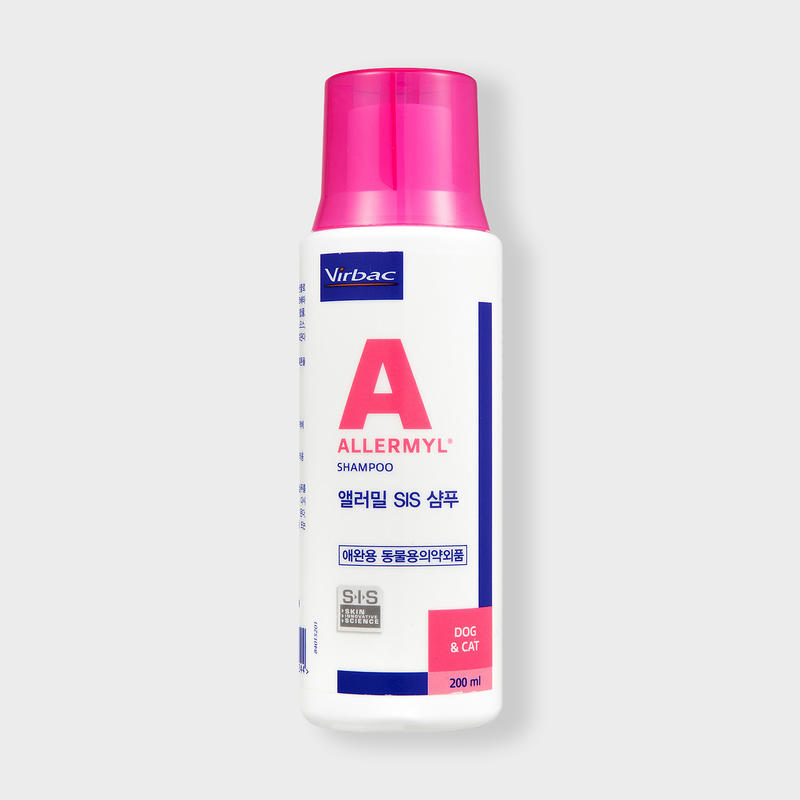 Virbac
A
ALLERMYL®
SHAMPOO
앨러밀 SIS 샴푸
애완용 동물용의약외품
S·I·S
SKIN
INNOVATIVE
SCIENCE
84015201
DOG
& CAT
200 ml